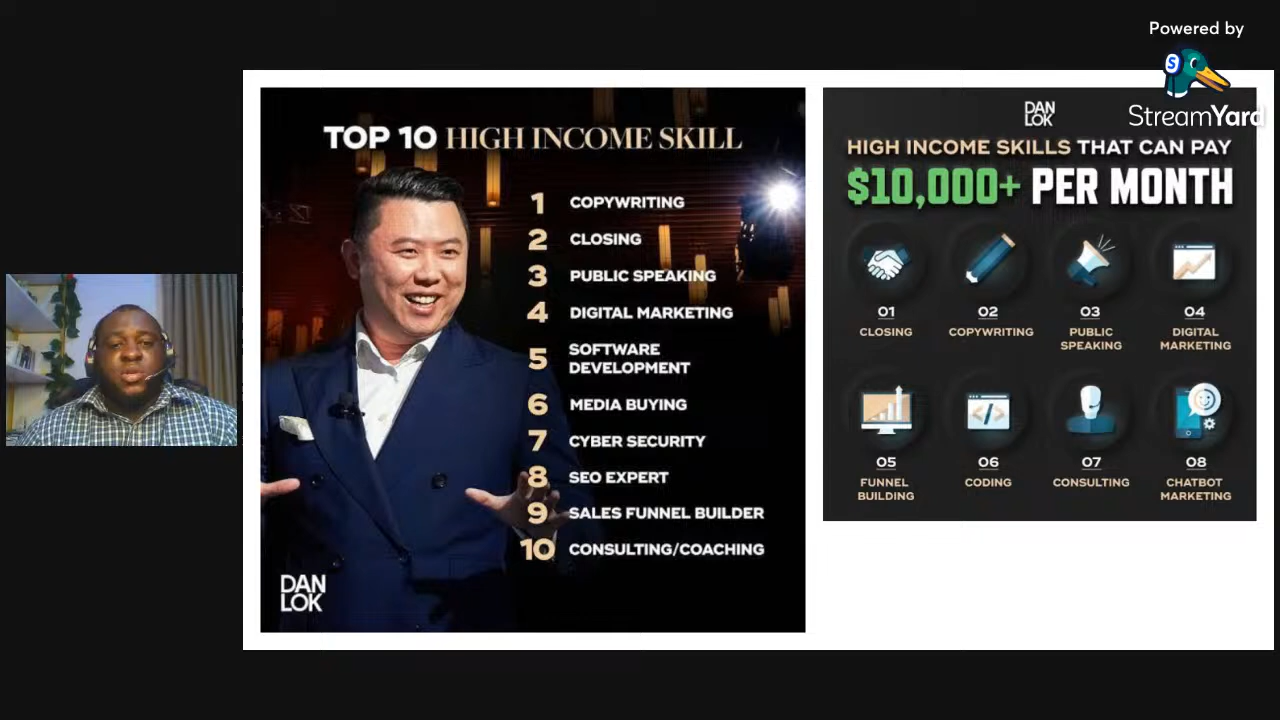 Powered by
StreamYard
TOP 10 HIGH INCOME SKILL
1 COPYWRITING
2 CLOSING
3 PUBLIC SPEAKING
4 DIGITAL MARKETING
5 SOFTWARE
DEVELOPMENT
6 MEDIA BUYING
7 CYBER SECURITY
8 SEO EXPERT
9 SALES FUNNEL BUILDER
10 CONSULTING/COACHING
DAN
LOK
DAN
LOK
HIGH INCOME SKILLS THAT CAN PAY
$10,000+ PER MONTH
01
CLOSING
02
COPYWRITING
03
PUBLIC
SPEAKING
04
DIGITAL
MARKETING
05
FUNNEL
BUILDING
06
CODING
07
CONSULTING
08
CHATBOT
MARKETING